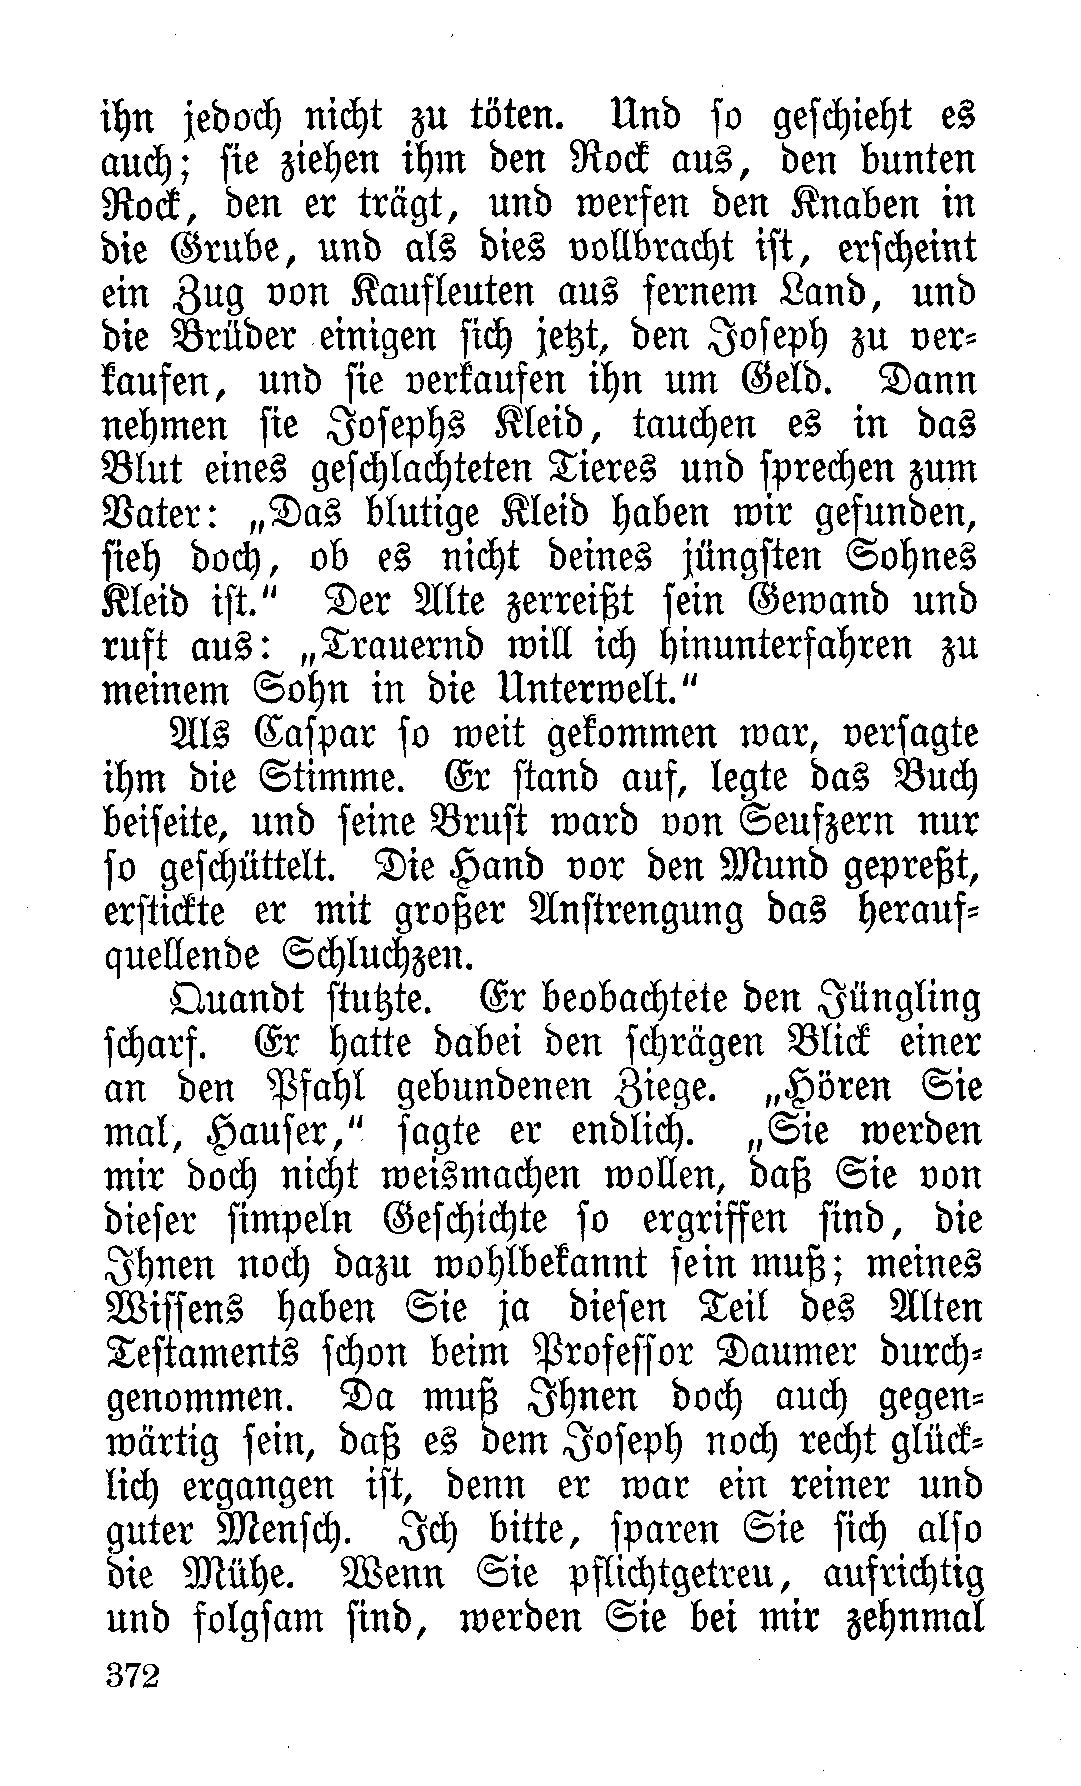 ihn jedoch nicht zu töten. Und so geschieht es
auch; sie ziehen ihm den Rock aus, den bunten
Rock, den er trägt, und werfen den Knaben in
die Grube, und als dies vollbracht ist, erscheint
ein Zug von Kaufleuten aus fernem Land, und
die Brüder einigen sich jetzt, den Joseph zu ver-
kaufen, und sie verkaufen ihn um Geld. Dann
nehmen sie Josephs Kleid, tauchen es in das
Blut eines geschlachteten Tieres und sprechen zum
Vater: „Das blutige Kleid haben wir gefunden,
sieh doch, ob es nicht deines jüngsten Sohnes
Kleid ist.“ Der Alte zerreißt sein Gewand und
ruft aus: „Trauernd will ich hinunterfahren zu
meinem Sohn in die Unterwelt.“
Als Caspar so weit gekommen war, versagte
ihm die Stimme. Er stand auf, legte das Buch
beiseite, und seine Brust ward von Seufzern nur
so geschüttelt. Die Hand vor den Mund gepreßt,
erstickte er mit großer Anstrengung das herauf-
quellende Schluchzen.
Quandt stutzte. Er beobachtete den Jüngling
scharf. Er hatte dabei den schrägen Blick einer
an den Pfahl gebundenen Ziege. „Hören Sie
mal, Hauser,“ sagte er endlich. „Sie werden
mir doch nicht weismachen wollen, daß Sie von
dieser simpeln Geschichte so ergriffen sind, die
Ihnen noch dazu wohlbekannt sein muß; meines
Wissens haben Sie ja diesen Teil des Alten
Testaments schon beim Professor Daumer durch-
genommen. Da muß Ihnen doch auch gegen-
wärtig sein, daß es dem Joseph noch recht glück-
lich ergangen ist, denn er war ein reiner und
guter Mensch. Ich bitte, sparen Sie sich also
die Mühe. Wenn Sie pflichtgetreu, aufrichtig
und folgsam sind, werden Sie bei mir zehnmal
372